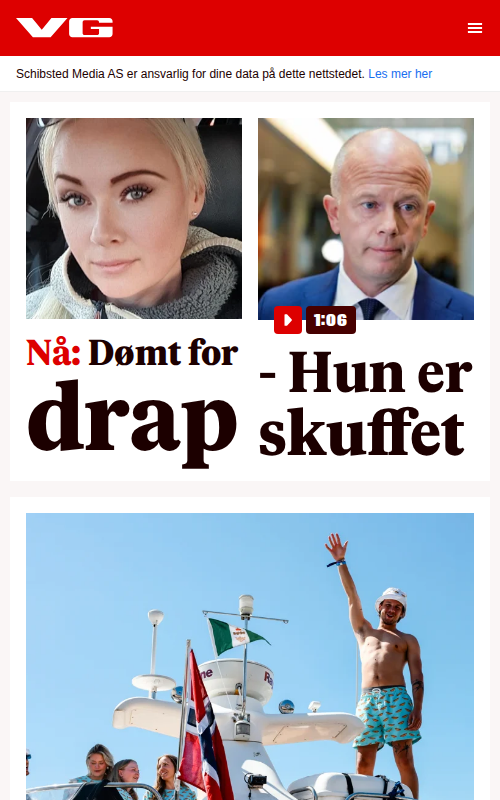 VG
Schibsted Media AS er ansvarlig for dine data på dette nettstedet. Les mer her
Nå: Dømt for
drap
1:06
- Hun er
skuffet